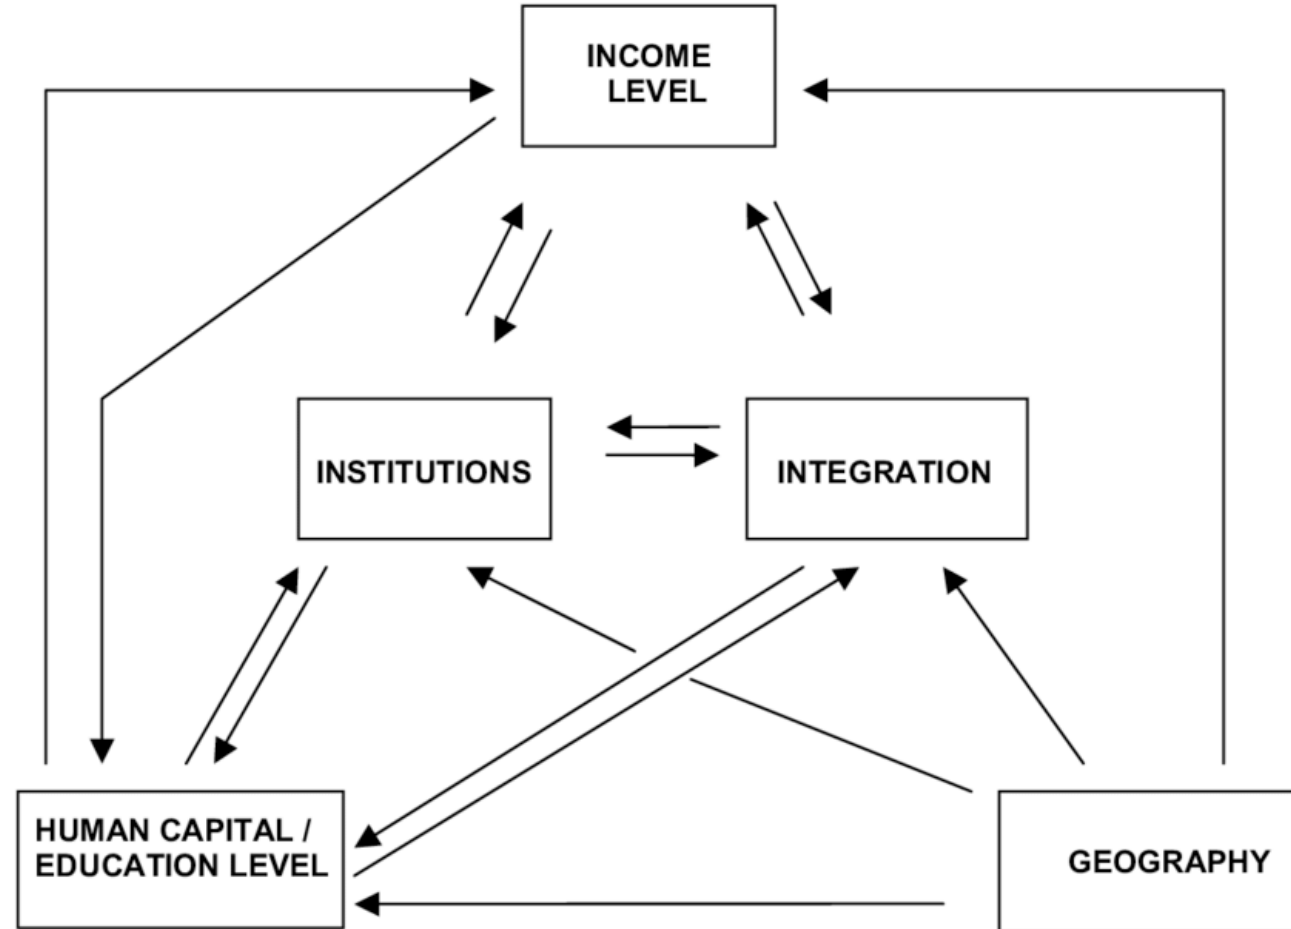 INCOME
LEVEL
INSTITUTIONS
INTEGRATION
HUMAN CAPITAL /
EDUCATION LEVEL
GEOGRAPHY